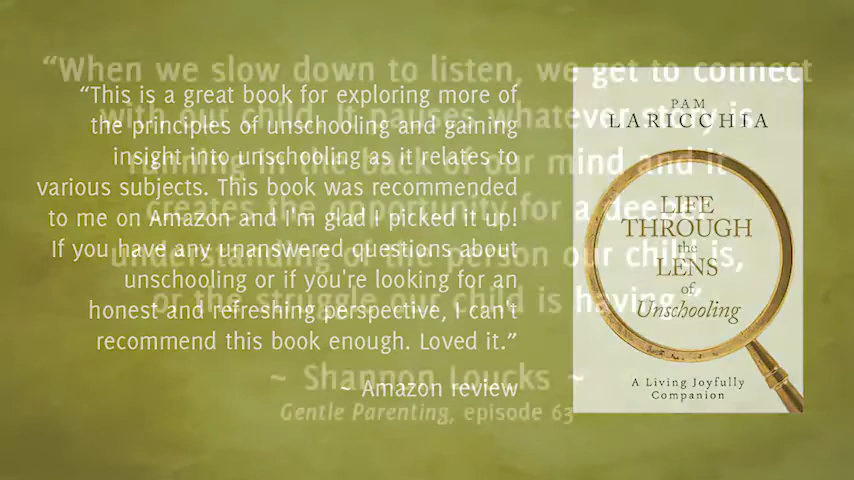 “When we slow down to listen, we get to connect
with our child. It pauses whatever story is
running in the back of our mind and it
creates the opportunity for a deeper
understanding of the person our child is,
or the struggle our child is having.”
~ Shannon Loucks ~
Gentle Parenting, episode 63
“This is a great book for exploring more of
the principles of unschooling and gaining
insight into unschooling as it relates to
various subjects. This book was recommended
to me on Amazon and I'm glad I picked it up!
If you have any unanswered questions about
unschooling or if you're looking for an
honest and refreshing perspective, I can't
recommend this book enough. Loved it.”
~ Amazon review
PAM
LARICCHIA
LIFE
THROUGH
the
LENS
of
Unschooling
A Living Joyfully
Companion